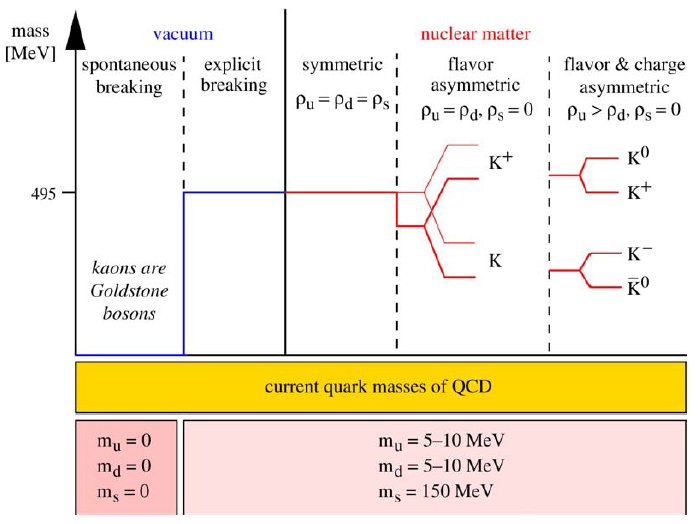 mass
[MeV]
vacuum
nuclear matter
spontaneous
breaking
explicit
breaking
symmetric
ρu = ρd = ρs
flavor
asymmetric
ρu = ρd, ρs = 0
flavor & charge
asymmetric
ρu > ρd, ρs = 0
495
K+
K
K0
K+
K−
K̄0
kaons are
Goldstone
bosons
current quark masses of QCD
mu = 0
md = 0
ms = 0
mu = 5–10 MeV
md = 5–10 MeV
ms = 150 MeV